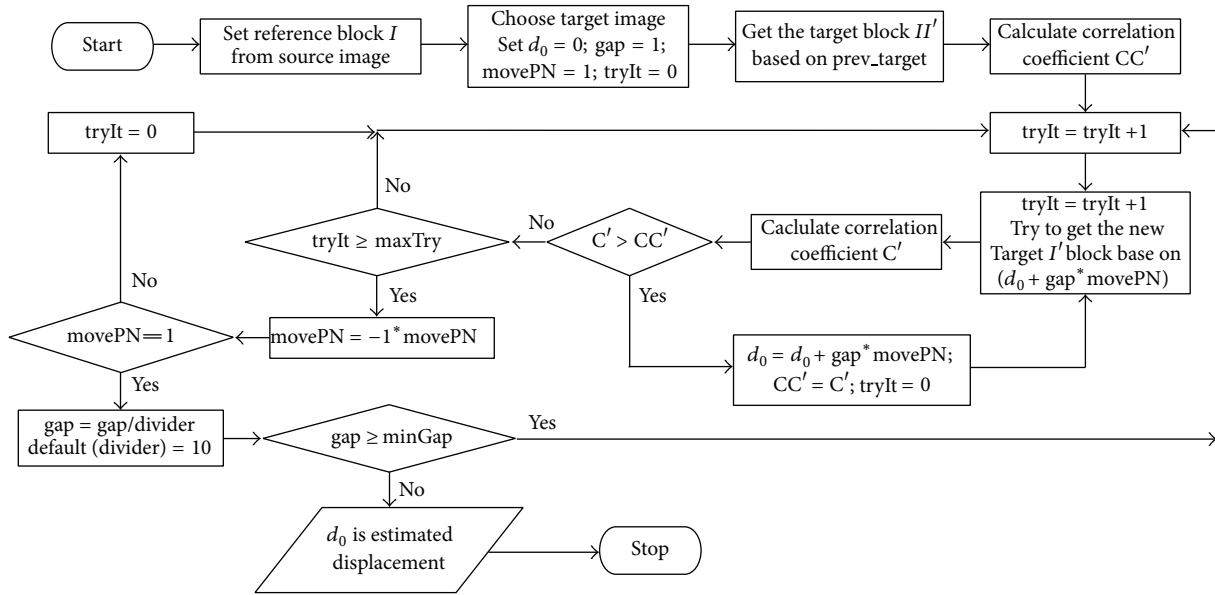 Start
Set reference block I
from source image
Choose target image
Set d₀ = 0; gap = 1;
movePN = 1; tryIt = 0
Get the target block II′
based on prev_target
Calculate correlation
coefficient CC′
tryIt = 0
tryIt = tryIt +1
No
No
tryIt ≥ maxTry
No
C′ > CC′
Caclulate correlation
coefficient C′
tryIt = tryIt +1
Try to get the new
Target I′ block base on
(d₀ + gap* movePN)
Yes
Yes
movePN == 1
movePN = −1* movePN
d₀ = d₀ + gap* movePN;
CC′ = C′; tryIt = 0
Yes
gap = gap/divider
default (divider) = 10
gap ≥ minGap
Yes
No
d₀ is estimated
displacement
Stop